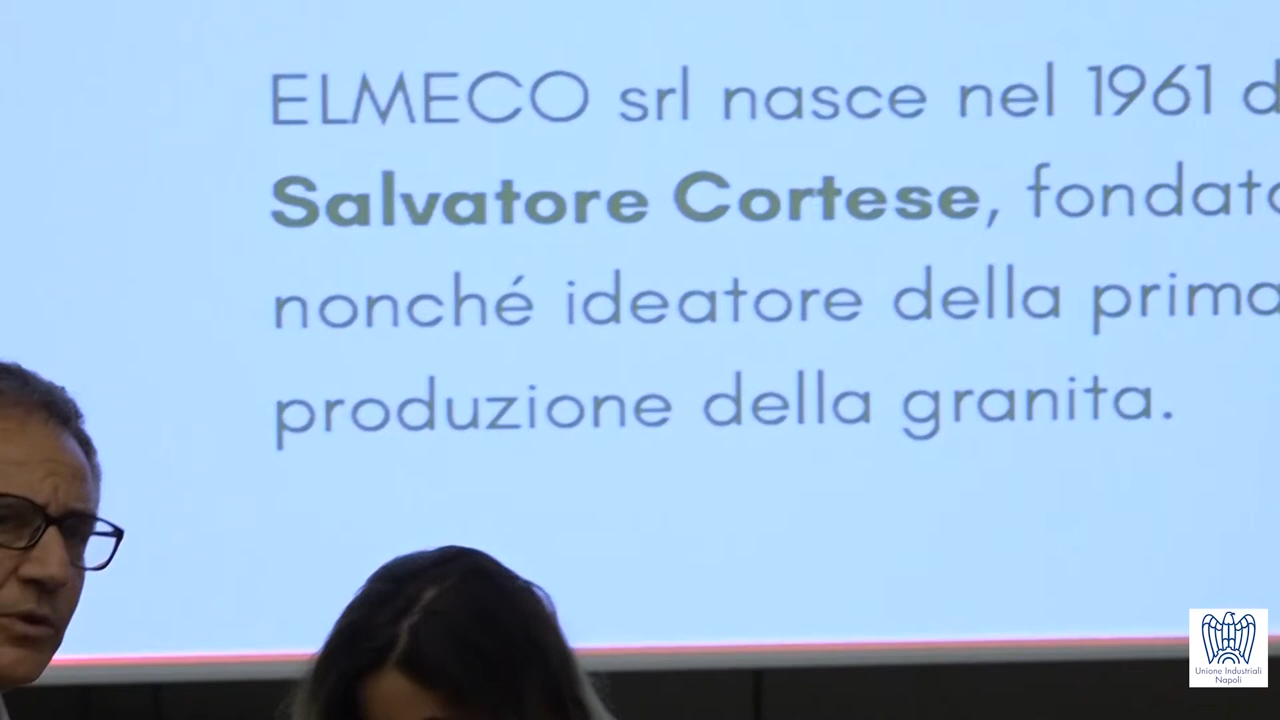 ELMECO srl nasce nel 1961 d
Salvatore Cortese, fondato
nonché ideatore della prima
produzione della granita.
Unione Industriali
Napoli